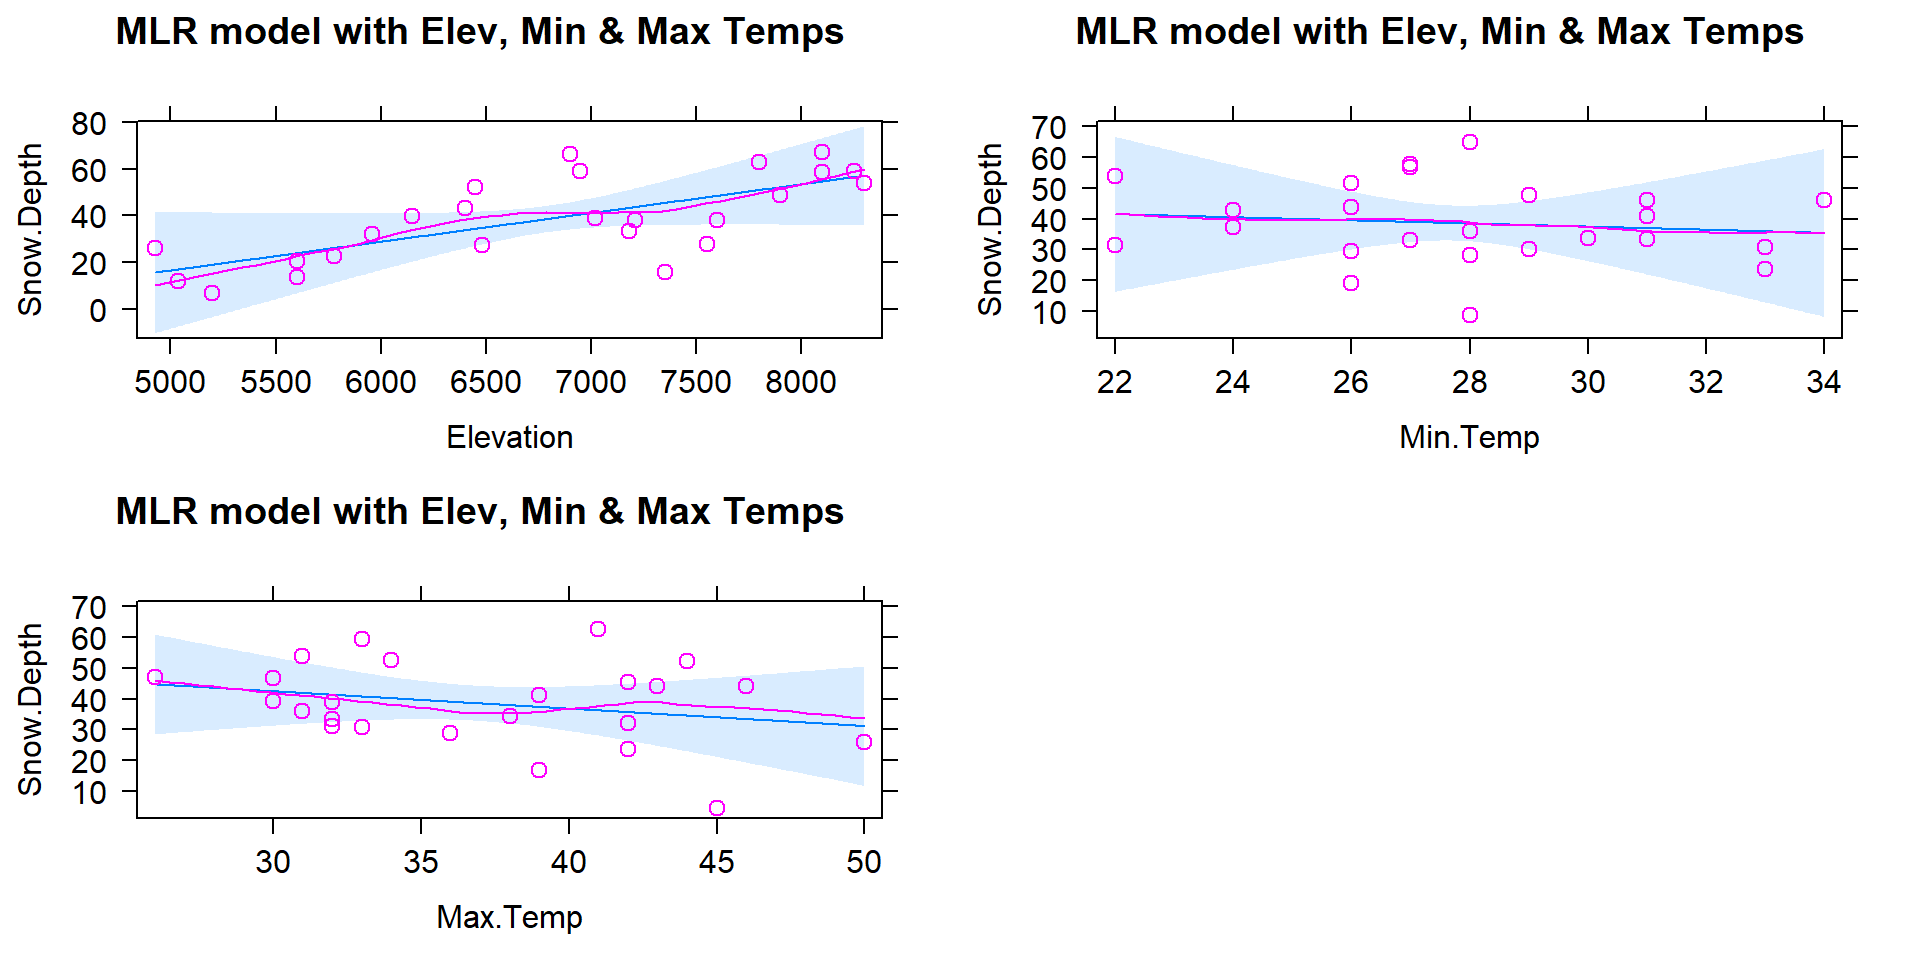 MLR model with Elev, Min & Max Temps
Snow.Depth
80
60
40
20
0
5000 5500 6000 6500 7000 7500 8000
Elevation
MLR model with Elev, Min & Max Temps
Snow.Depth
70
60
50
40
30
20
10
22 24 26 28 30 32 34
Min.Temp
MLR model with Elev, Min & Max Temps
Snow.Depth
70
60
50
40
30
20
10
30 35 40 45 50
Max.Temp